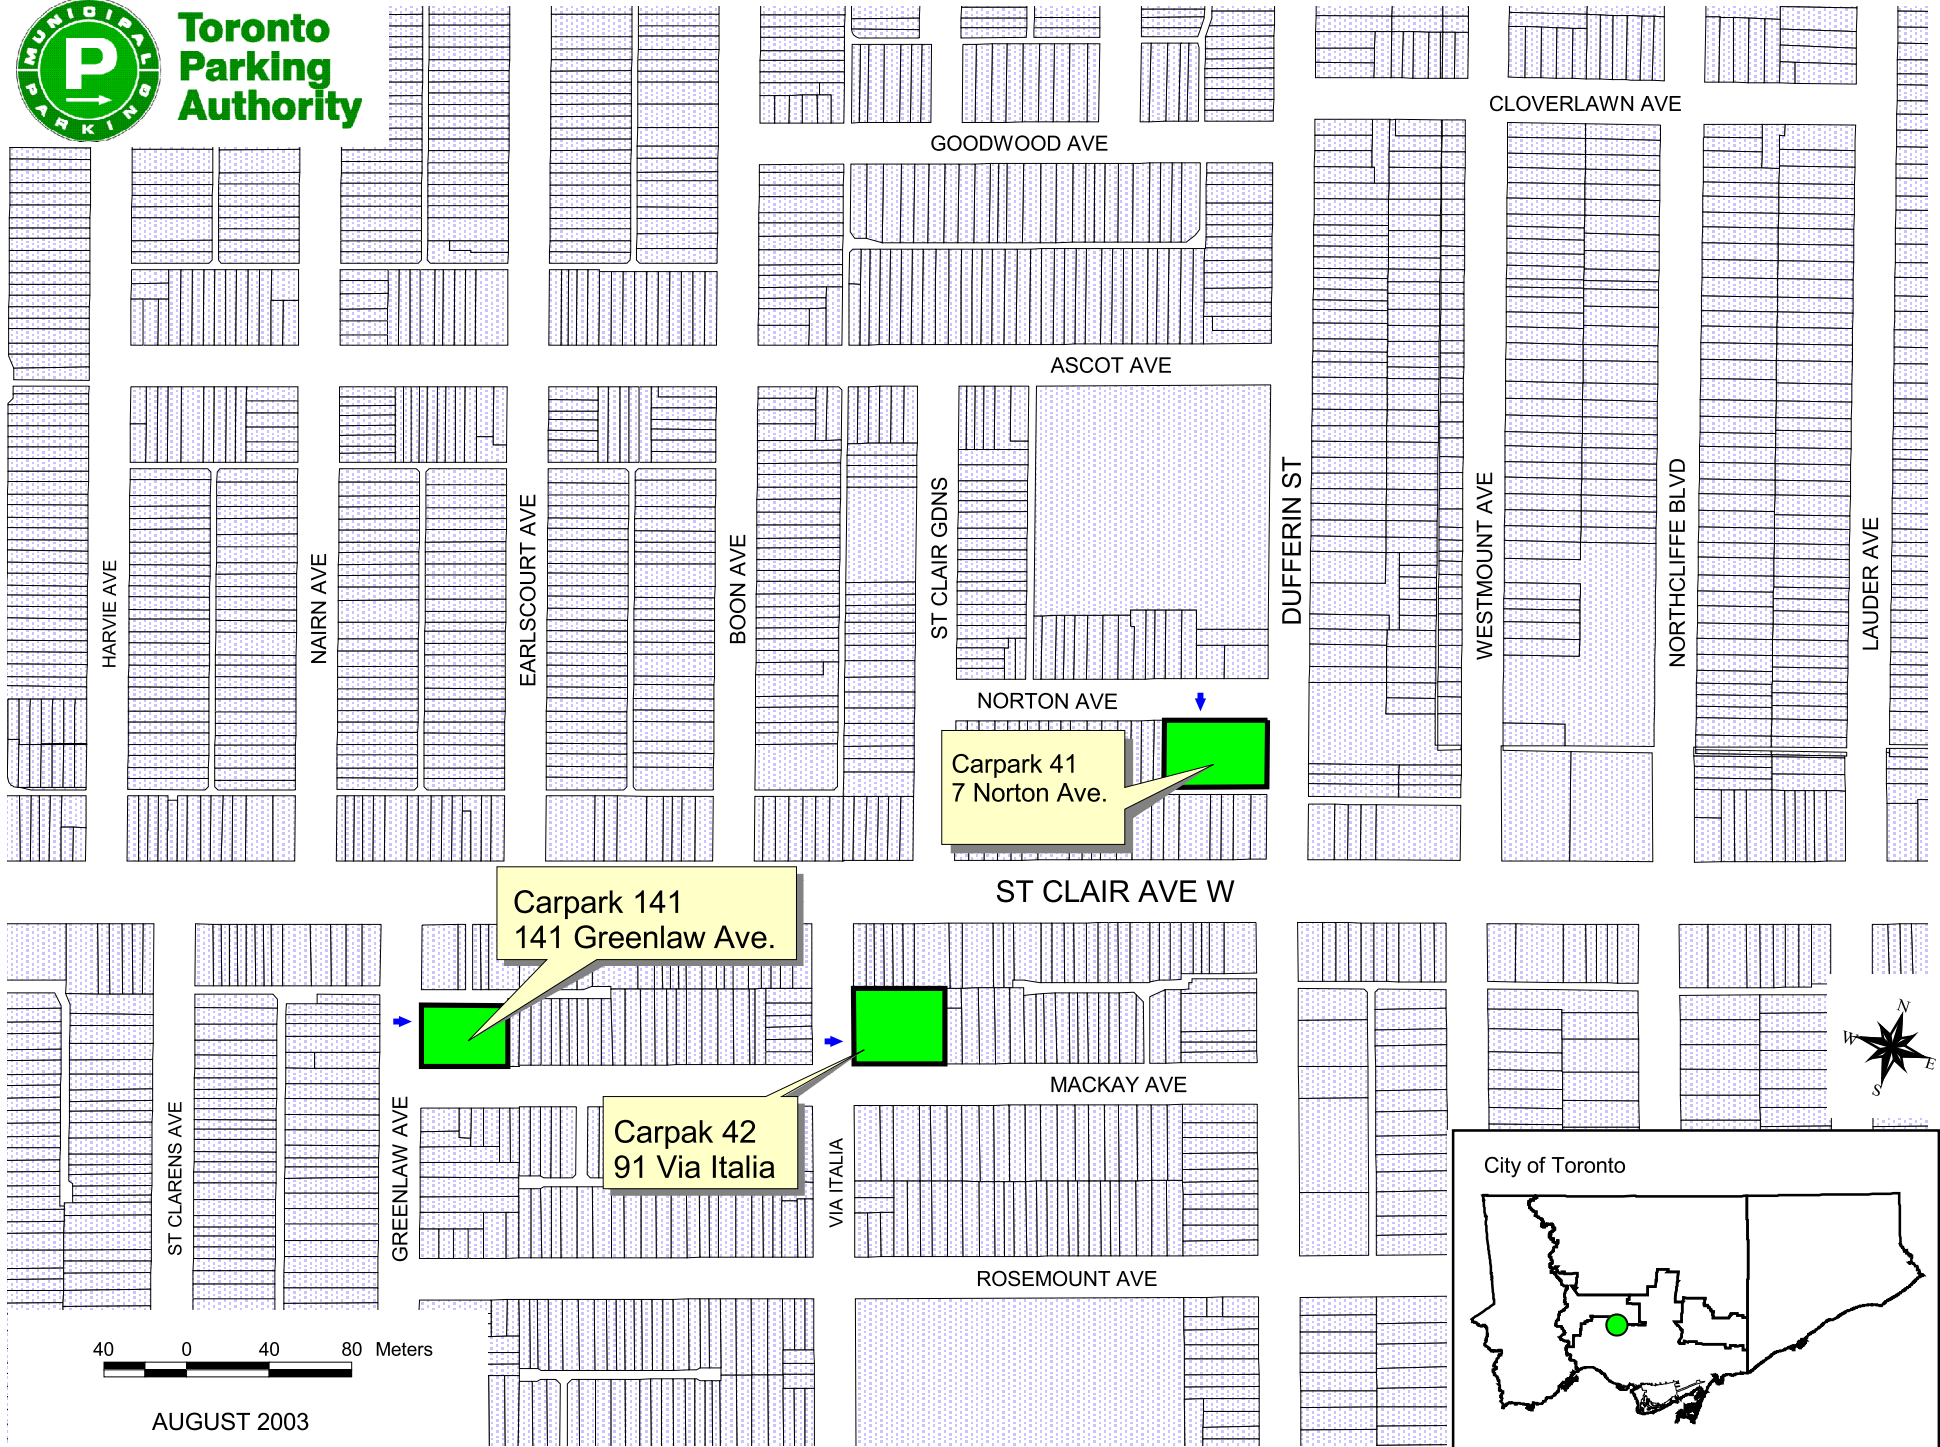 MUNICIPAL
P
PARKING
Toronto
Parking
Authority
CLOVERLAWN AVE
GOODWOOD AVE
ASCOT AVE
HARVIE AVE
NAIRN AVE
EARLSCOURT AVE
BOON AVE
ST CLAIR GDNS
DUFFERIN ST
WESTMOUNT AVE
NORTHCLIFFE BLVD
LAUDER AVE
NORTON AVE
Carpark 41
7 Norton Ave.
ST CLAIR AVE W
Carpark 141
141 Greenlaw Ave.
N
W
E
S
MACKAY AVE
Carpak 42
91 Via Italia
ST CLARENS AVE
GREENLAW AVE
VIA ITALIA
City of Toronto
ROSEMOUNT AVE
40 0 40 80 Meters
AUGUST 2003